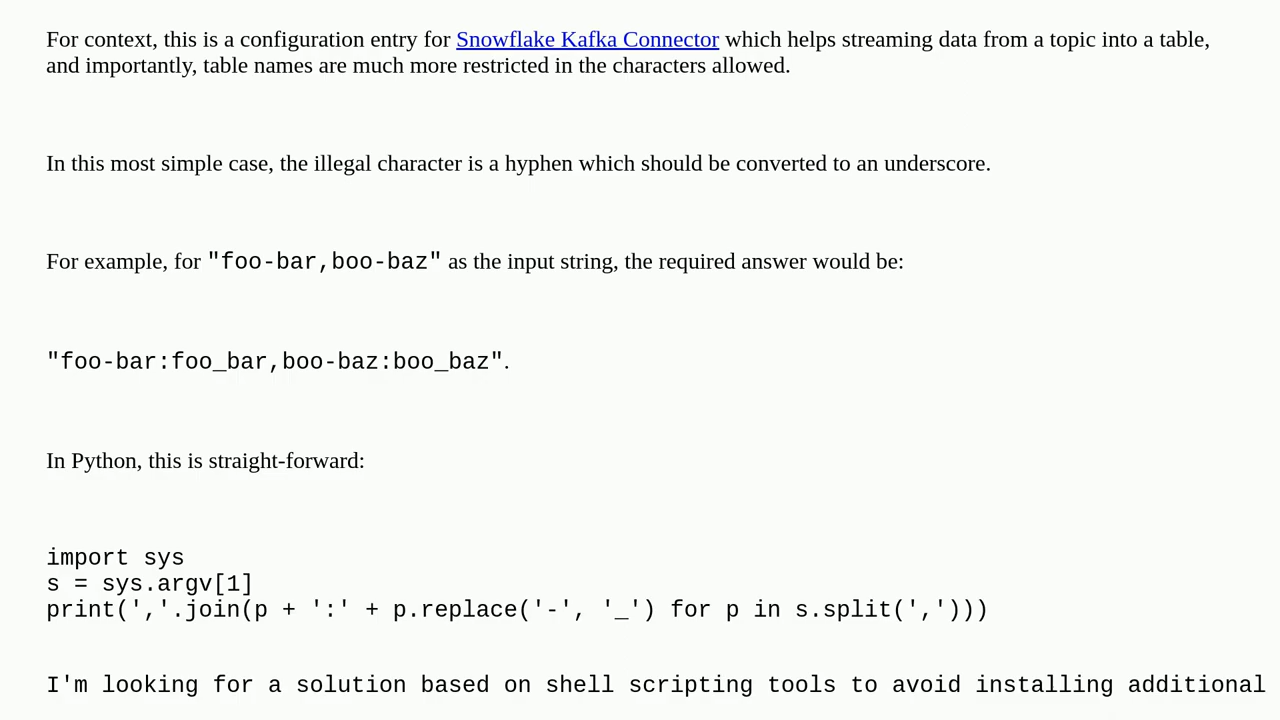 For context, this is a configuration entry for Snowflake Kafka Connector which helps streaming data from a topic into a table,
and importantly, table names are much more restricted in the characters allowed.
In this most simple case, the illegal character is a hyphen which should be converted to an underscore.
For example, for "foo-bar,boo-baz" as the input string, the required answer would be:
"foo-bar:foo_bar,boo-baz:boo_baz".
In Python, this is straight-forward:
import sys
s = sys.argv[1]
print(','.join(p + ':' + p.replace('-', '_') for p in s.split(',')))
I'm looking for a solution based on shell scripting tools to avoid installing additional